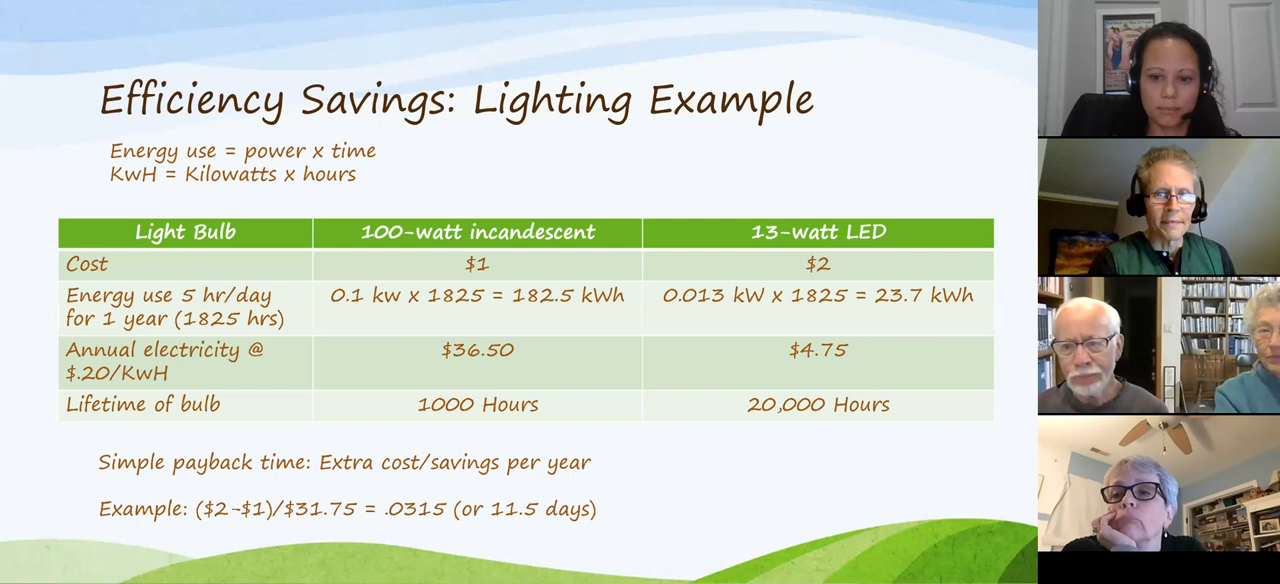 Efficiency Savings: Lighting Example
Energy use = power x time
KwH = Kilowatts x hours
Light Bulb 100-watt incandescent 13-watt LED
Cost $1 $2
Energy use 5 hr/day 0.1 kw x 1825 = 182.5 kWh 0.013 kW x 1825 = 23.7 kWh
for 1 year (1825 hrs)
Annual electricity @ $36.50 $4.75
$.20/KwH
Lifetime of bulb 1000 Hours 20,000 Hours
Simple payback time: Extra cost/savings per year
Example: ($2-$1)/$31.75 = .0315 (or 11.5 days)